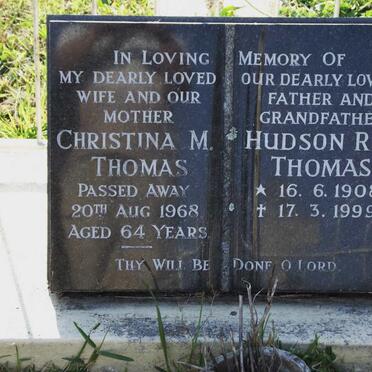 In Loving Memory Of
my dearly loved
wife and our
mother
Christina M.
Thomas
Passed Away
20th Aug 1968
Aged 64 Years
our dearly
father and
Hudson R
Thomas
★ 16.6.1908
✝ 17.3.1999
Thy Will Be Done O Lord